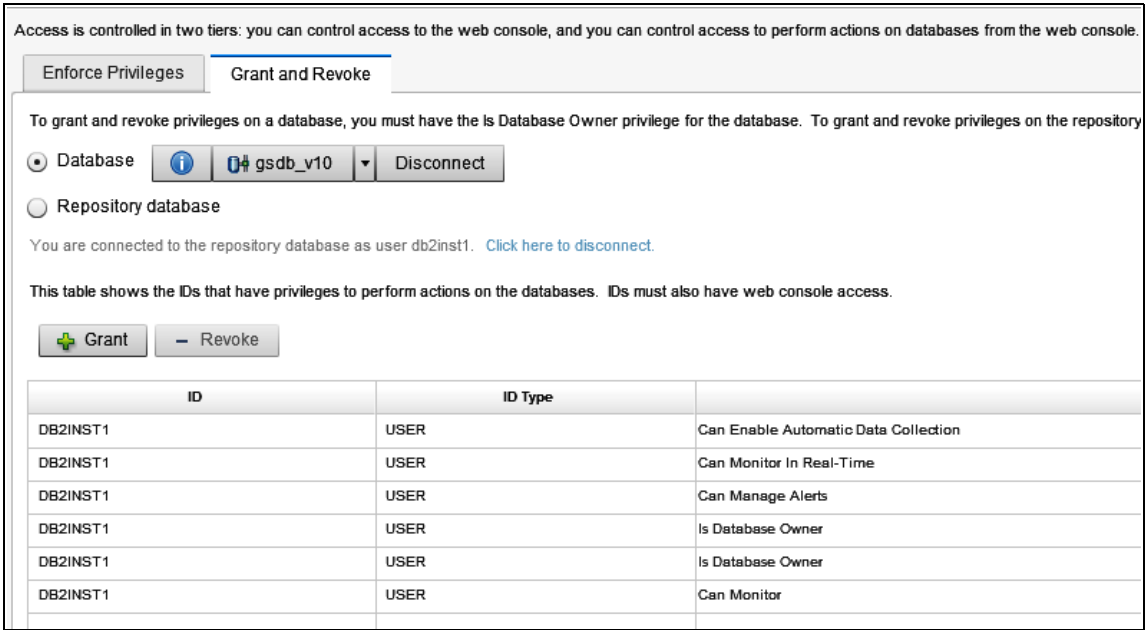 Access is controlled in two tiers: you can control access to the web console, and you can control access to perform actions on databases from the web console.
Enforce Privileges Grant and Revoke
To grant and revoke privileges on a database, you must have the Is Database Owner privilege for the database. To grant and revoke privileges on the repository
Database gsdb_v10 Disconnect
Repository database
You are connected to the repository database as user db2inst1. Click here to disconnect.
This table shows the IDs that have privileges to perform actions on the databases. IDs must also have web console access.
Grant Revoke
ID ID Type
DB2INST1 USER Can Enable Automatic Data Collection
DB2INST1 USER Can Monitor In Real-Time
DB2INST1 USER Can Manage Alerts
DB2INST1 USER Is Database Owner
DB2INST1 USER Is Database Owner
DB2INST1 USER Can Monitor